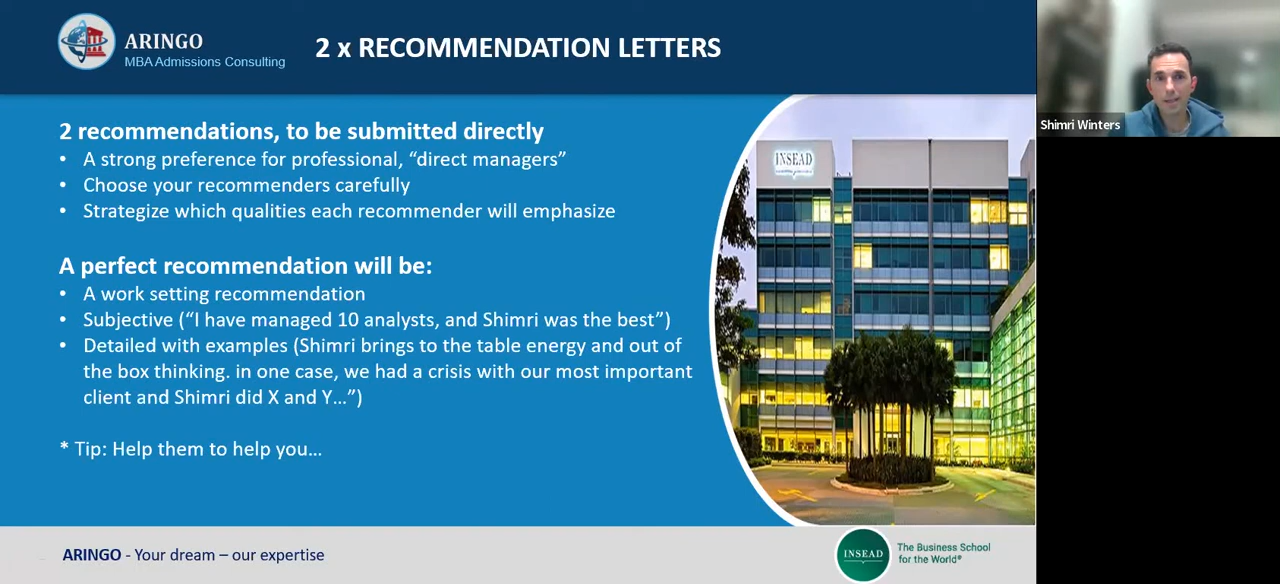 ARINGO
MBA Admissions Consulting
2 x RECOMMENDATION LETTERS
2 recommendations, to be submitted directly
• A strong preference for professional, “direct managers”
• Choose your recommenders carefully
• Strategize which qualities each recommender will emphasize
A perfect recommendation will be:
• A work setting recommendation
• Subjective (“I have managed 10 analysts, and Shimri was the best”)
• Detailed with examples (Shimri brings to the table energy and out of
the box thinking. in one case, we had a crisis with our most important
client and Shimri did X and Y…”)
* Tip: Help them to help you…
INSEAD
Shimri Winters
ARINGO - Your dream – our expertise
INSEAD
The Business School
for the World®